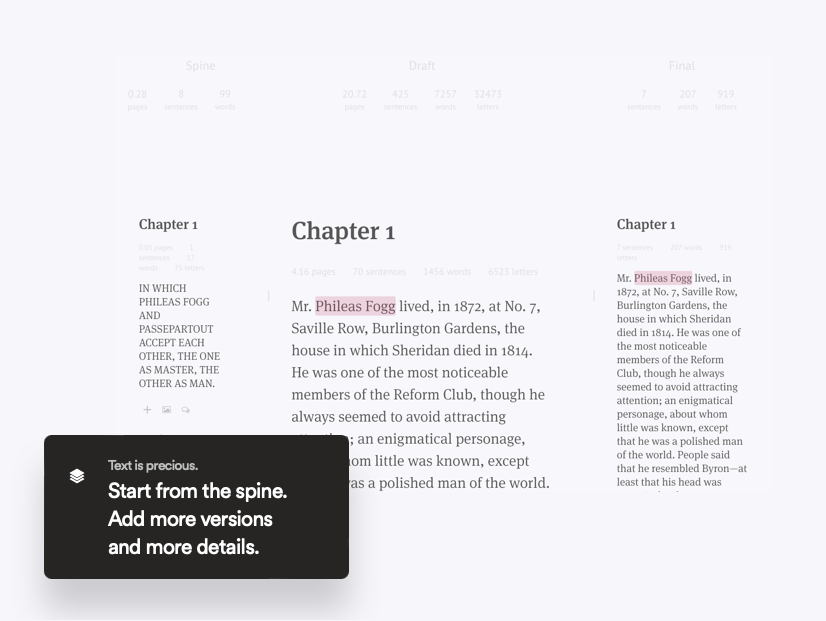 Spine
Draft
Final
0.28 8 99
pages sentences words
20.72 425 7257 32473
pages sentences words letters
7 207 919
sentences words letters
Chapter 1
0.01 pages 1
sentences 17
words 75 letters
IN WHICH
PHILEAS FOGG
AND
PASSEPARTOUT
ACCEPT EACH
OTHER, THE ONE
AS MASTER, THE
OTHER AS MAN.
Chapter 1
4.16 pages 70 sentences 1456 words 6523 letters
Mr. Phileas Fogg lived, in 1872, at No. 7,
Saville Row, Burlington Gardens, the
house in which Sheridan died in 1814.
He was one of the most noticeable
members of the Reform Club, though he
always seemed to avoid attracting
; an enigmatical personage,
hom little was known, except
as a polished man of the world.
Chapter 1
7 sentences 207 words 919
letters
Mr. Phileas Fogg lived, in
1872, at No. 7, Saville Row,
Burlington Gardens, the
house in which Sheridan
died in 1814. He was one of
the most noticeable
members of the Reform
Club, though he always
seemed to avoid attracting
attention; an enigmatical
personage, about whom
little was known, except
that he was a polished man
of the world. People said
that he resembled Byron—at
least that his head was
Text is precious.
Start from the spine.
Add more versions
and more details.